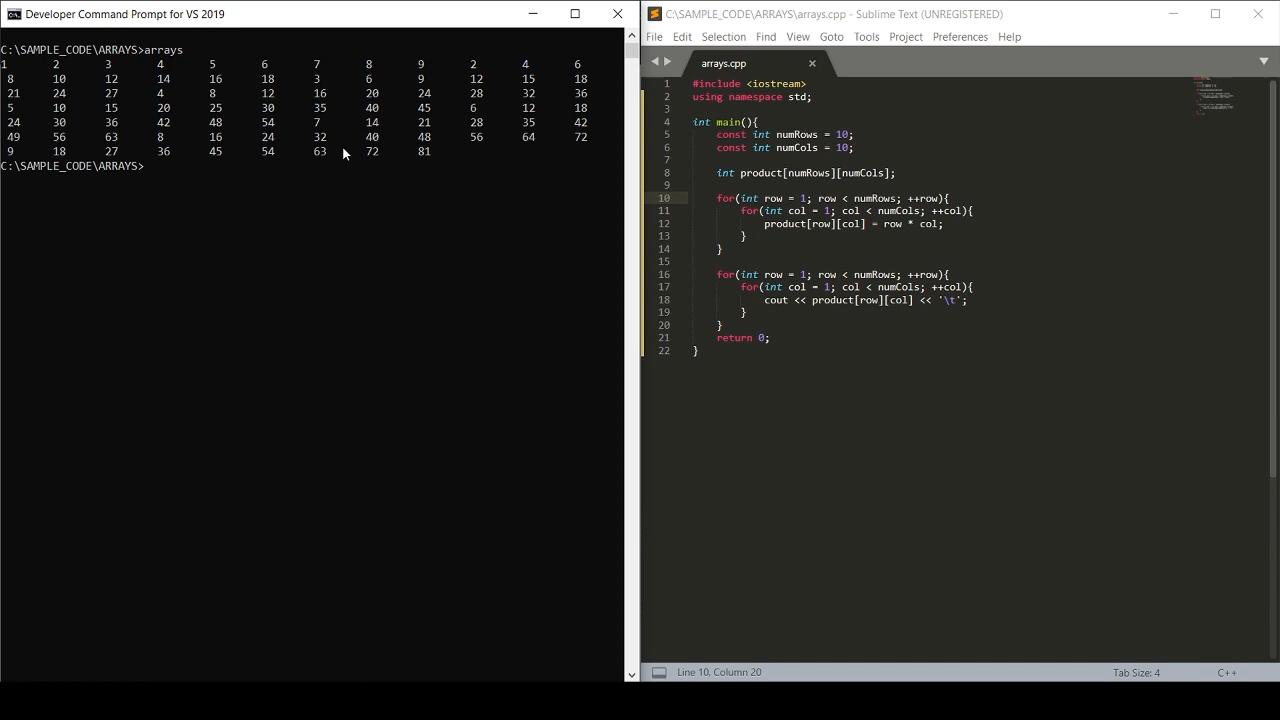 Developer Command Prompt for VS 2019
C:\SAMPLE_CODE\ARRAYS>arrays
1 2 3 4 5 6 7 8 9 2 4 6
8 10 12 14 16 18 3 6 9 12 15 18
21 24 27 4 8 12 16 20 24 28 32 36
5 10 15 20 25 30 35 40 45 6 12 18
24 30 36 42 48 54 7 14 21 28 35 42
49 56 63 8 16 24 32 40 48 56 64 72
9 18 27 36 45 54 63 72 81
C:\SAMPLE_CODE\ARRAYS>
C:\SAMPLE_CODE\ARRAYS\arrays.cpp - Sublime Text (UNREGISTERED)
File Edit Selection Find View Goto Tools Project Preferences Help
arrays.cpp
1 #include <iostream>
2 using namespace std;
3
4 int main(){
5 const int numRows = 10;
6 const int numCols = 10;
7
8 int product[numRows][numCols];
9
10 for(int row = 1; row < numRows; ++row){
11 for(int col = 1; col < numCols; ++col){
12 product[row][col] = row * col;
13 }
14 }
15
16 for(int row = 1; row < numRows; ++row){
17 for(int col = 1; col < numCols; ++col){
18 cout << product[row][col] << '\t';
19 }
20 }
21 return 0;
22 }
Line 10, Column 20 Tab Size: 4 C++